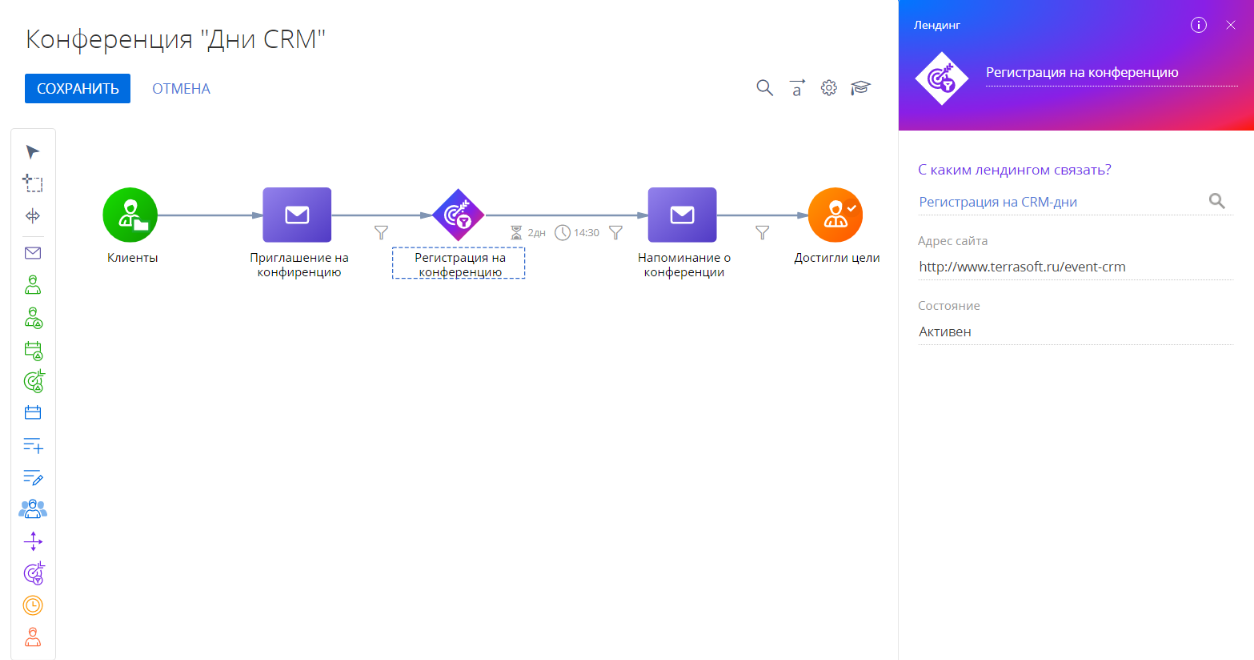 Конференция "Дни CRM"
СОХРАНИТЬ
ОТМЕНА
a
Клиенты
Приглашение на
конфиренцию
Регистрация на
конференцию
2дн
14:30
Напоминание о
конференции
Достигли цели
Лендинг
Регистрация на конференцию
С каким лендингом связать?
Регистрация на CRM-дни
Адрес сайта
http://www.terrasoft.ru/event-crm
Состояние
Активен